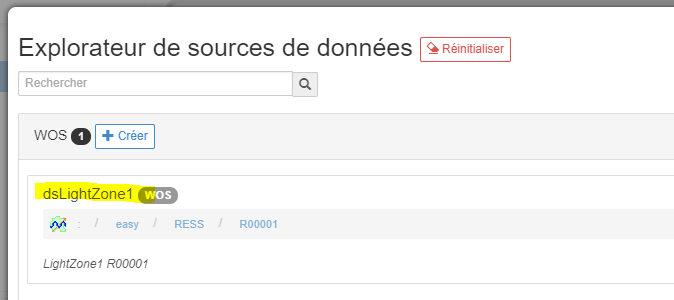 Explorateur de sources de données Réinitialiser
Rechercher
WOS 1 Créer
dsLightZone1 WOS
: / easy / RESS / R00001
LightZone1 R00001